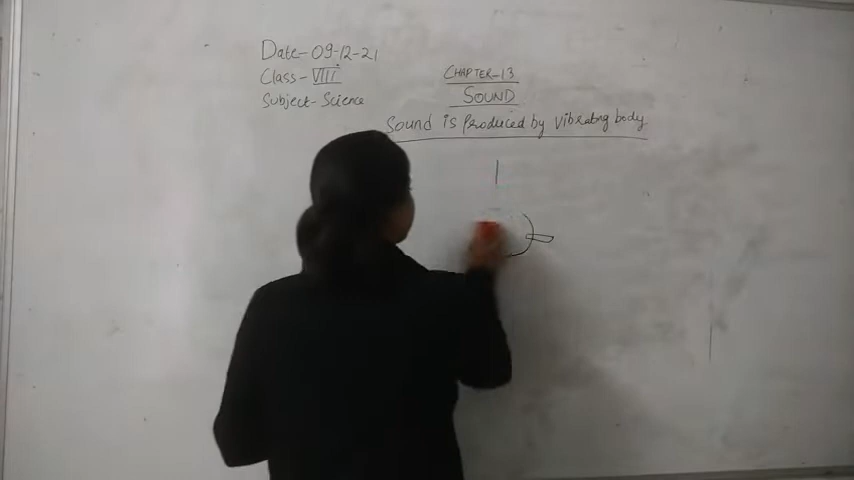 Date-09-12-21
Class-VIII
Subject-Science
CHAPTER-13
SOUND
Sound is Produced by vibrating body